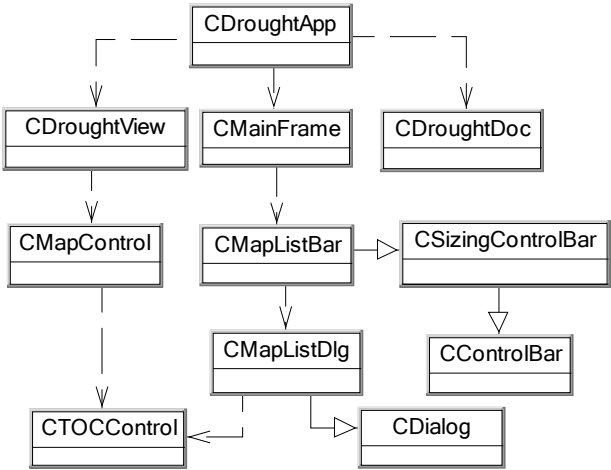 CDroughtApp
CDroughtView
CMainFrame
CDroughtDoc
CMapControl
CMapListBar
CSizingControlBar
CMapListDlg
CControlBar
CTOCControl
CDialog